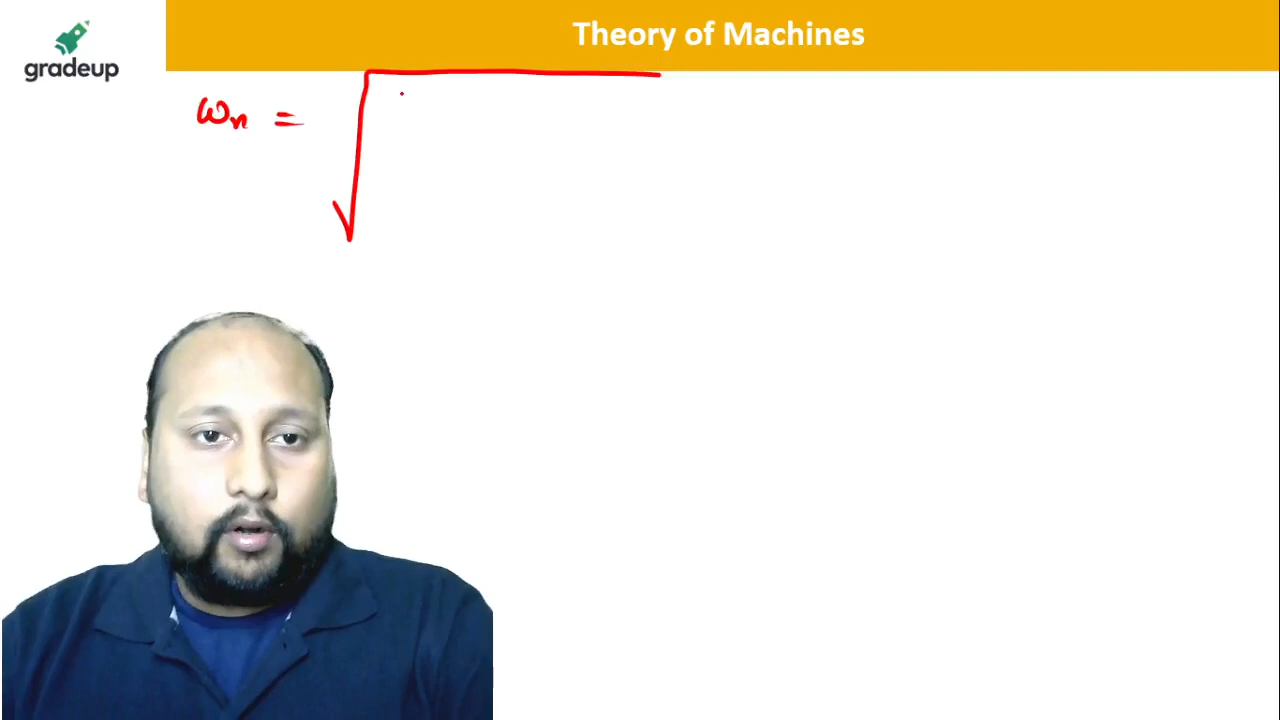 Theory of Machines
gradeup
ωn = √